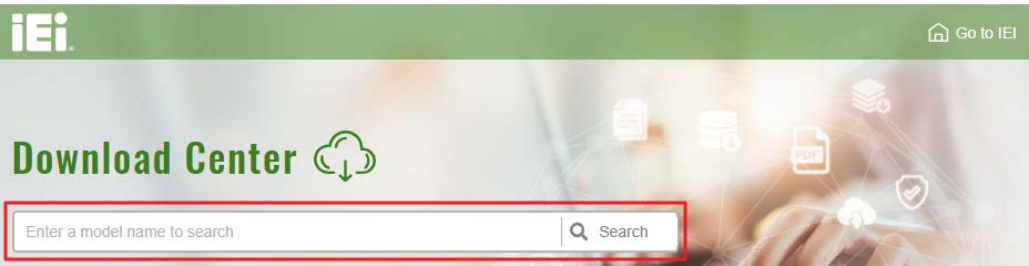 iEi.
Go to IEI
Download Center
PDF
Enter a model name to search
Search